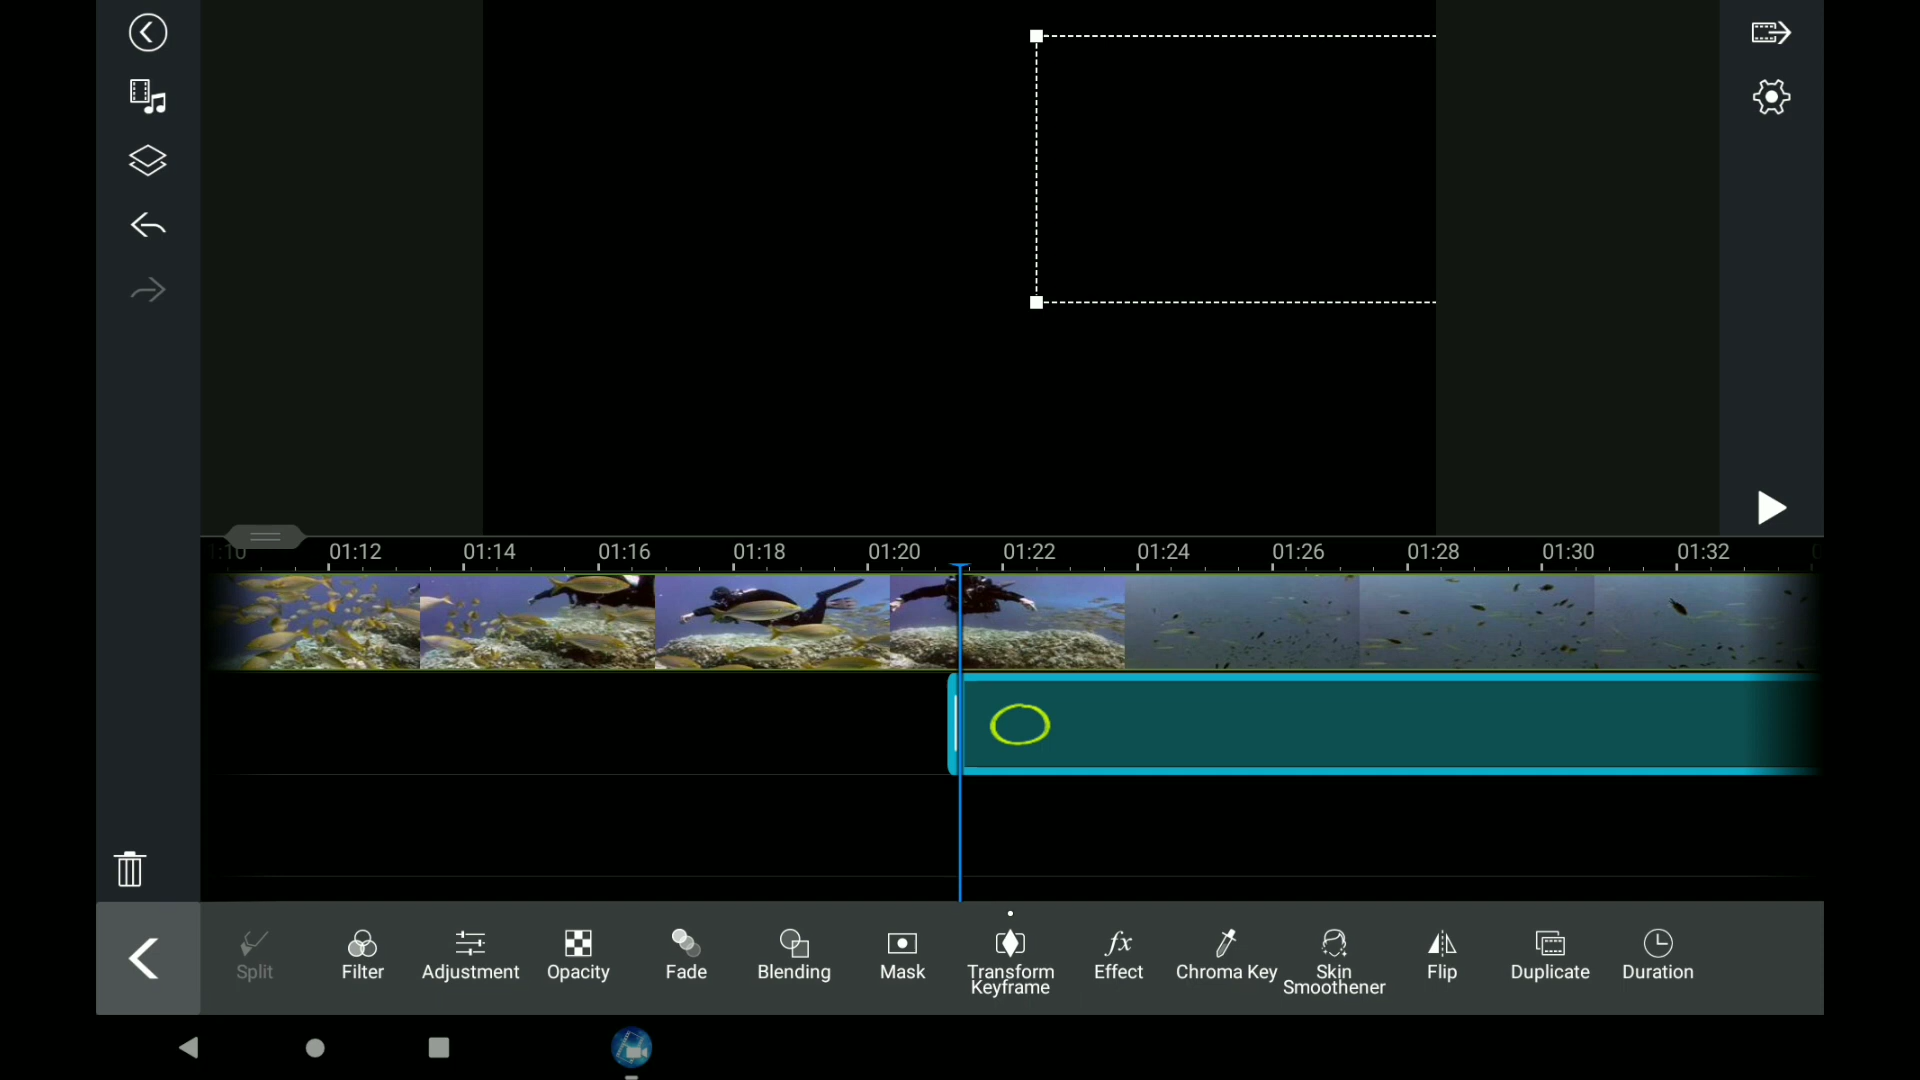 01:12 01:14 01:16 01:18 01:20 01:22 01:24 01:26 01:28 01:30 01:32
Split Filter Adjustment Opacity Fade Blending Mask Transform Keyframe fx Effect Chroma Key Skin Smoothener Flip Duplicate Duration